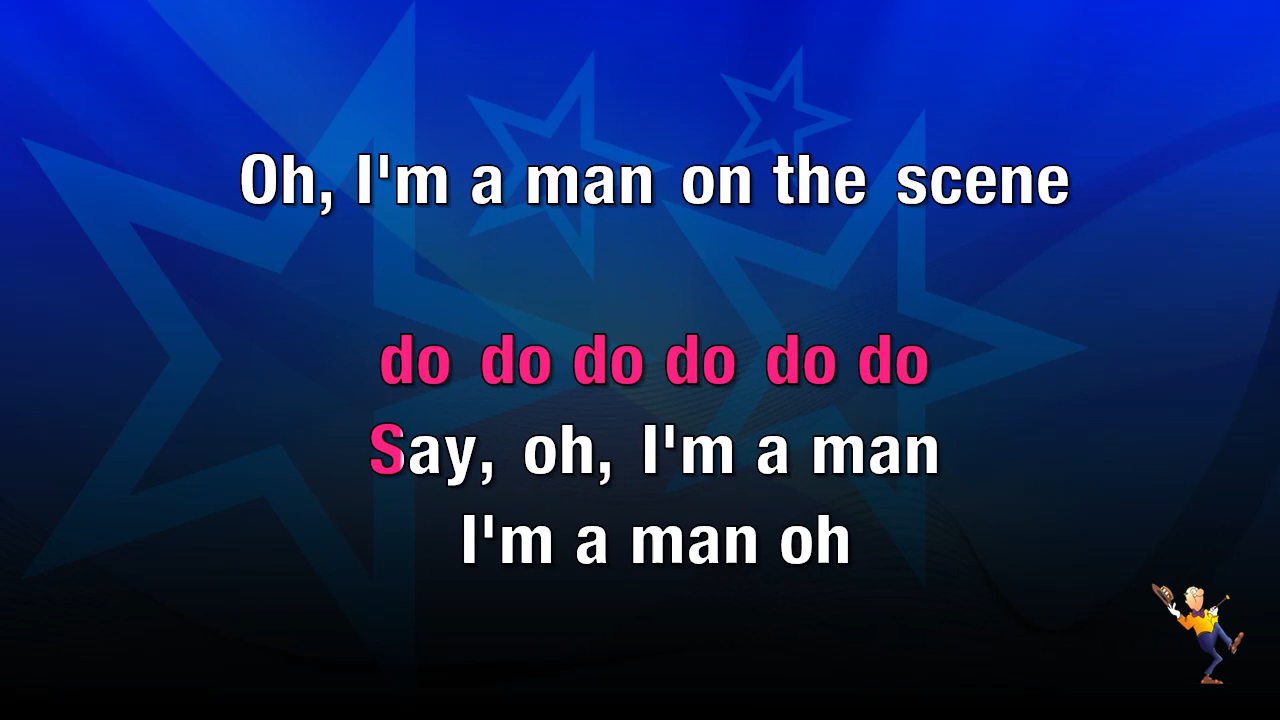 Oh, I'm a man on the scene
do do do do do do
Say, oh, I'm a man
I'm a man oh